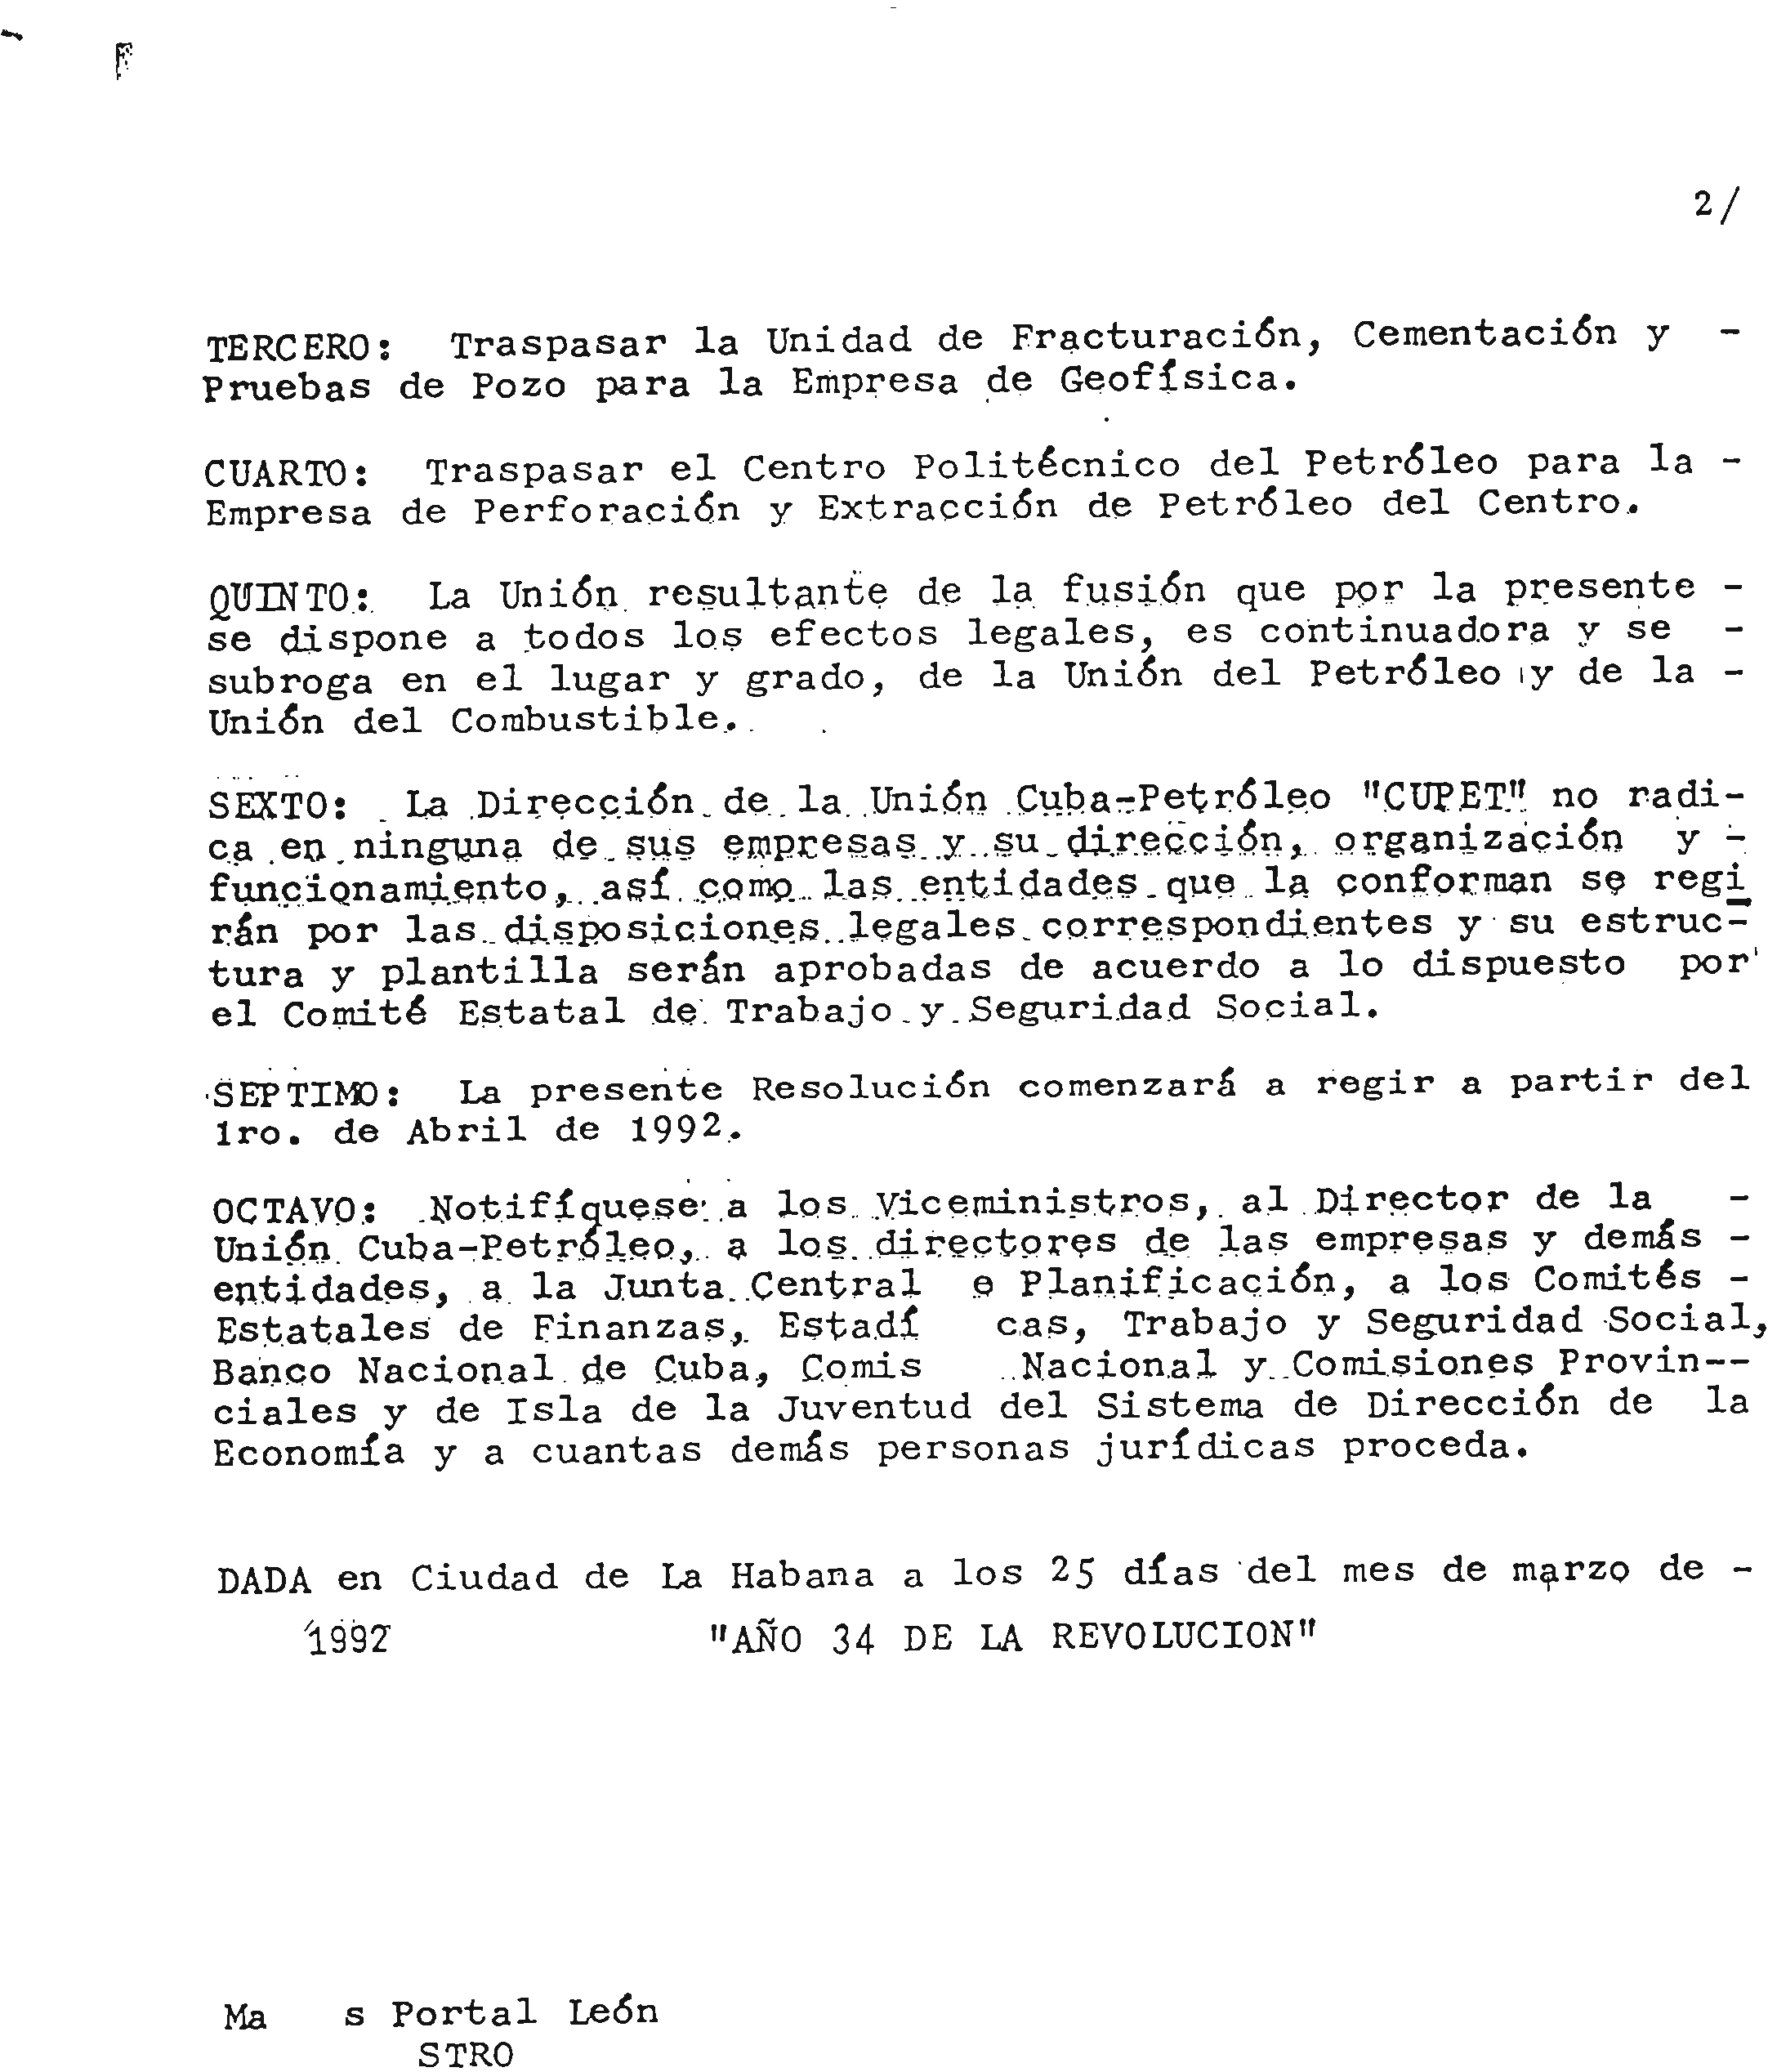 2/
TERCERO: Traspasar la Unidad de Fracturación, Cementación y -
Pruebas de Pozo para la Empresa de Geofísica.
CUARTO: Traspasar el Centro Politécnico del Petróleo para la -
Empresa de Perforación y Extracción de Petróleo del Centro.
QUINTO: La Unión resultante de la fusión que por la presente -
se dispone a todos los efectos legales, es continuadora y se -
subroga en el lugar y grado, de la Unión del Petróleo y de la -
Unión del Combustible.
SEXTO: La Dirección de la Unión Cuba-Petróleo "CUPET" no radi-
ca en ninguna de sus empresas y su dirección, organización y -
funcionamiento, así como las entidades que la conforman se regi
rán por las disposiciones legales correspondientes y su estruc-
tura y plantilla serán aprobadas de acuerdo a lo dispuesto por
el Comité Estatal de Trabajo y Seguridad Social.
SEPTIMO: La presente Resolución comenzará a regir a partir del
1ro. de Abril de 1992.
OCTAVO: Notifíquese a los Viceministros, al Director de la -
Unión Cuba-Petróleo, a los directores de las empresas y demás -
entidades, a la Junta Central e Planificación, a los Comités -
Estatales de Finanzas, Estadí cas, Trabajo y Seguridad Social,
Banco Nacional de Cuba, Comis Nacional y Comisiones Provin--
ciales y de Isla de la Juventud del Sistema de Dirección de la
Economía y a cuantas demás personas jurídicas proceda.
DADA en Ciudad de La Habana a los 25 días del mes de marzo de -
1992 "AÑO 34 DE LA REVOLUCION"
Ma s Portal León
STRO